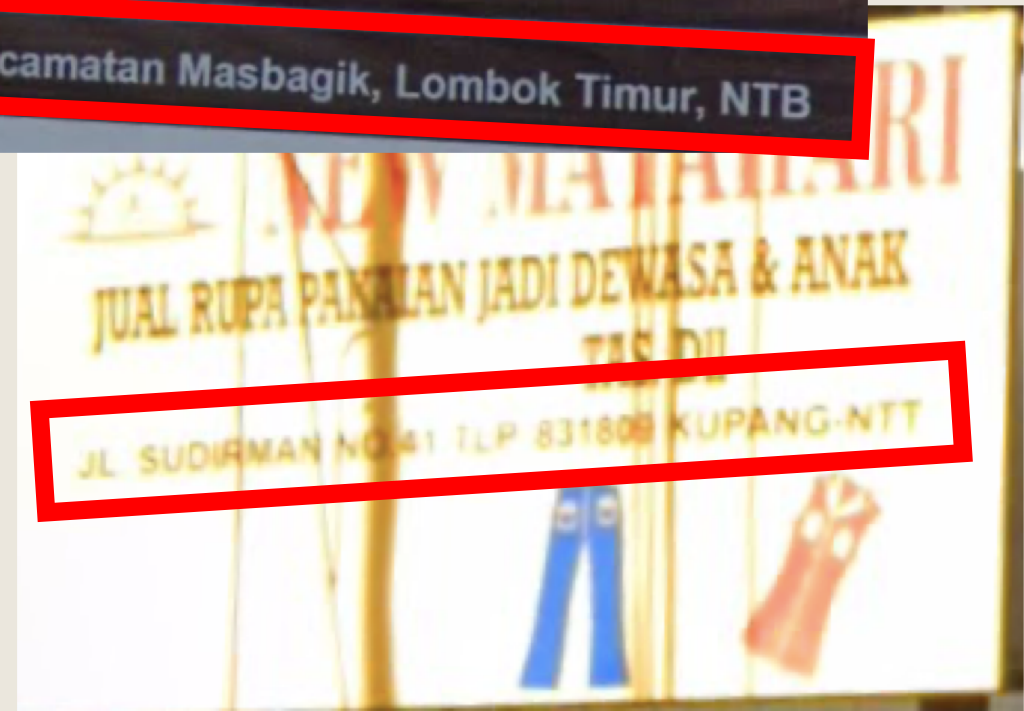 camatan Masbagik, Lombok Timur, NTB
NEW MATAHARI
JUAL RUPA PAKAIAN JADI DEWASA & ANAK
TAS DLL
JL SUDIRMAN NO 41 TLP 831809 KUPANG-NTT